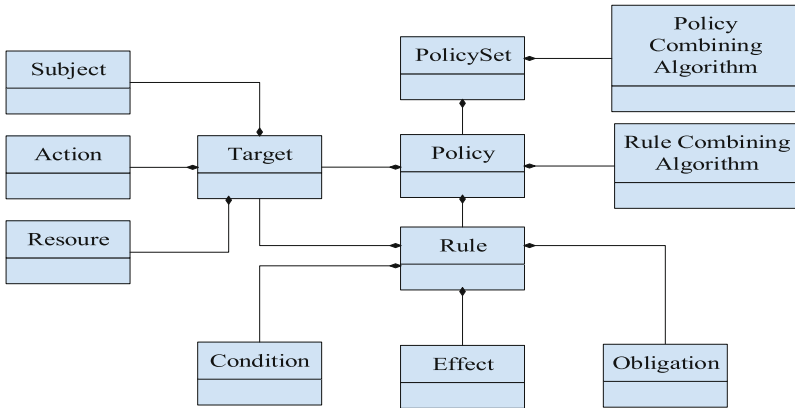 Policy
Combining
Algorithm
PolicySet
Subject
Action
Target
Policy
Rule Combining
Algorithm
Resoure
Rule
Condition
Effect
Obligation